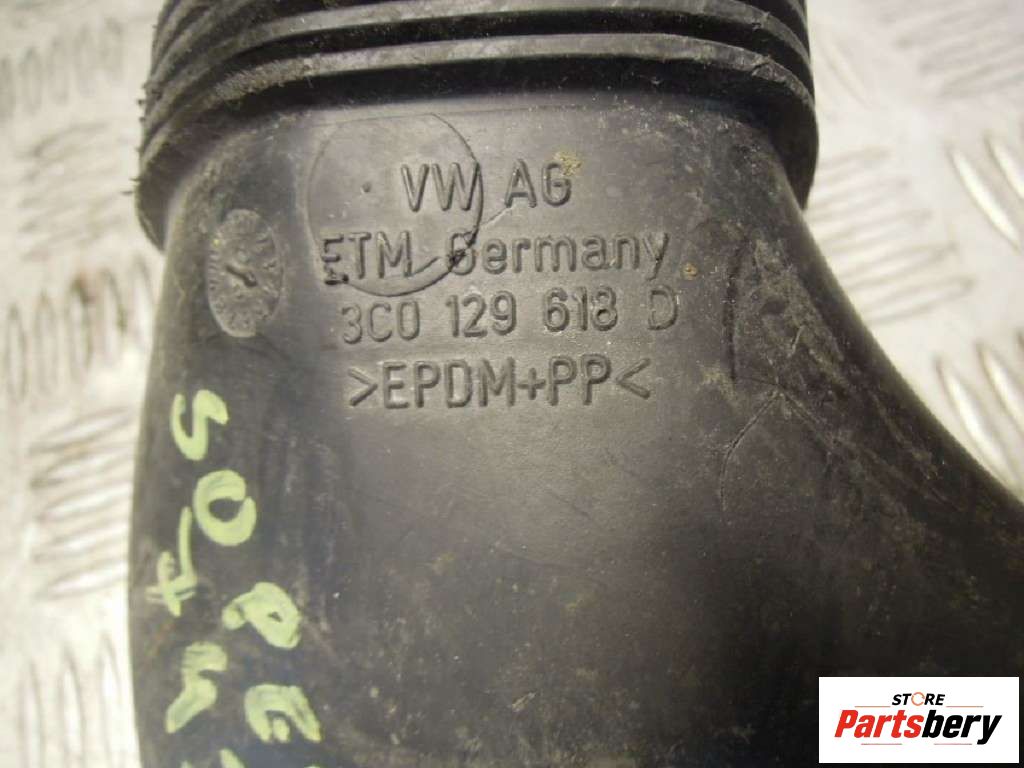 VW AG
ETM Germany
3C0 129 618 D
>EPDM+PP<
STORE
Partsbery